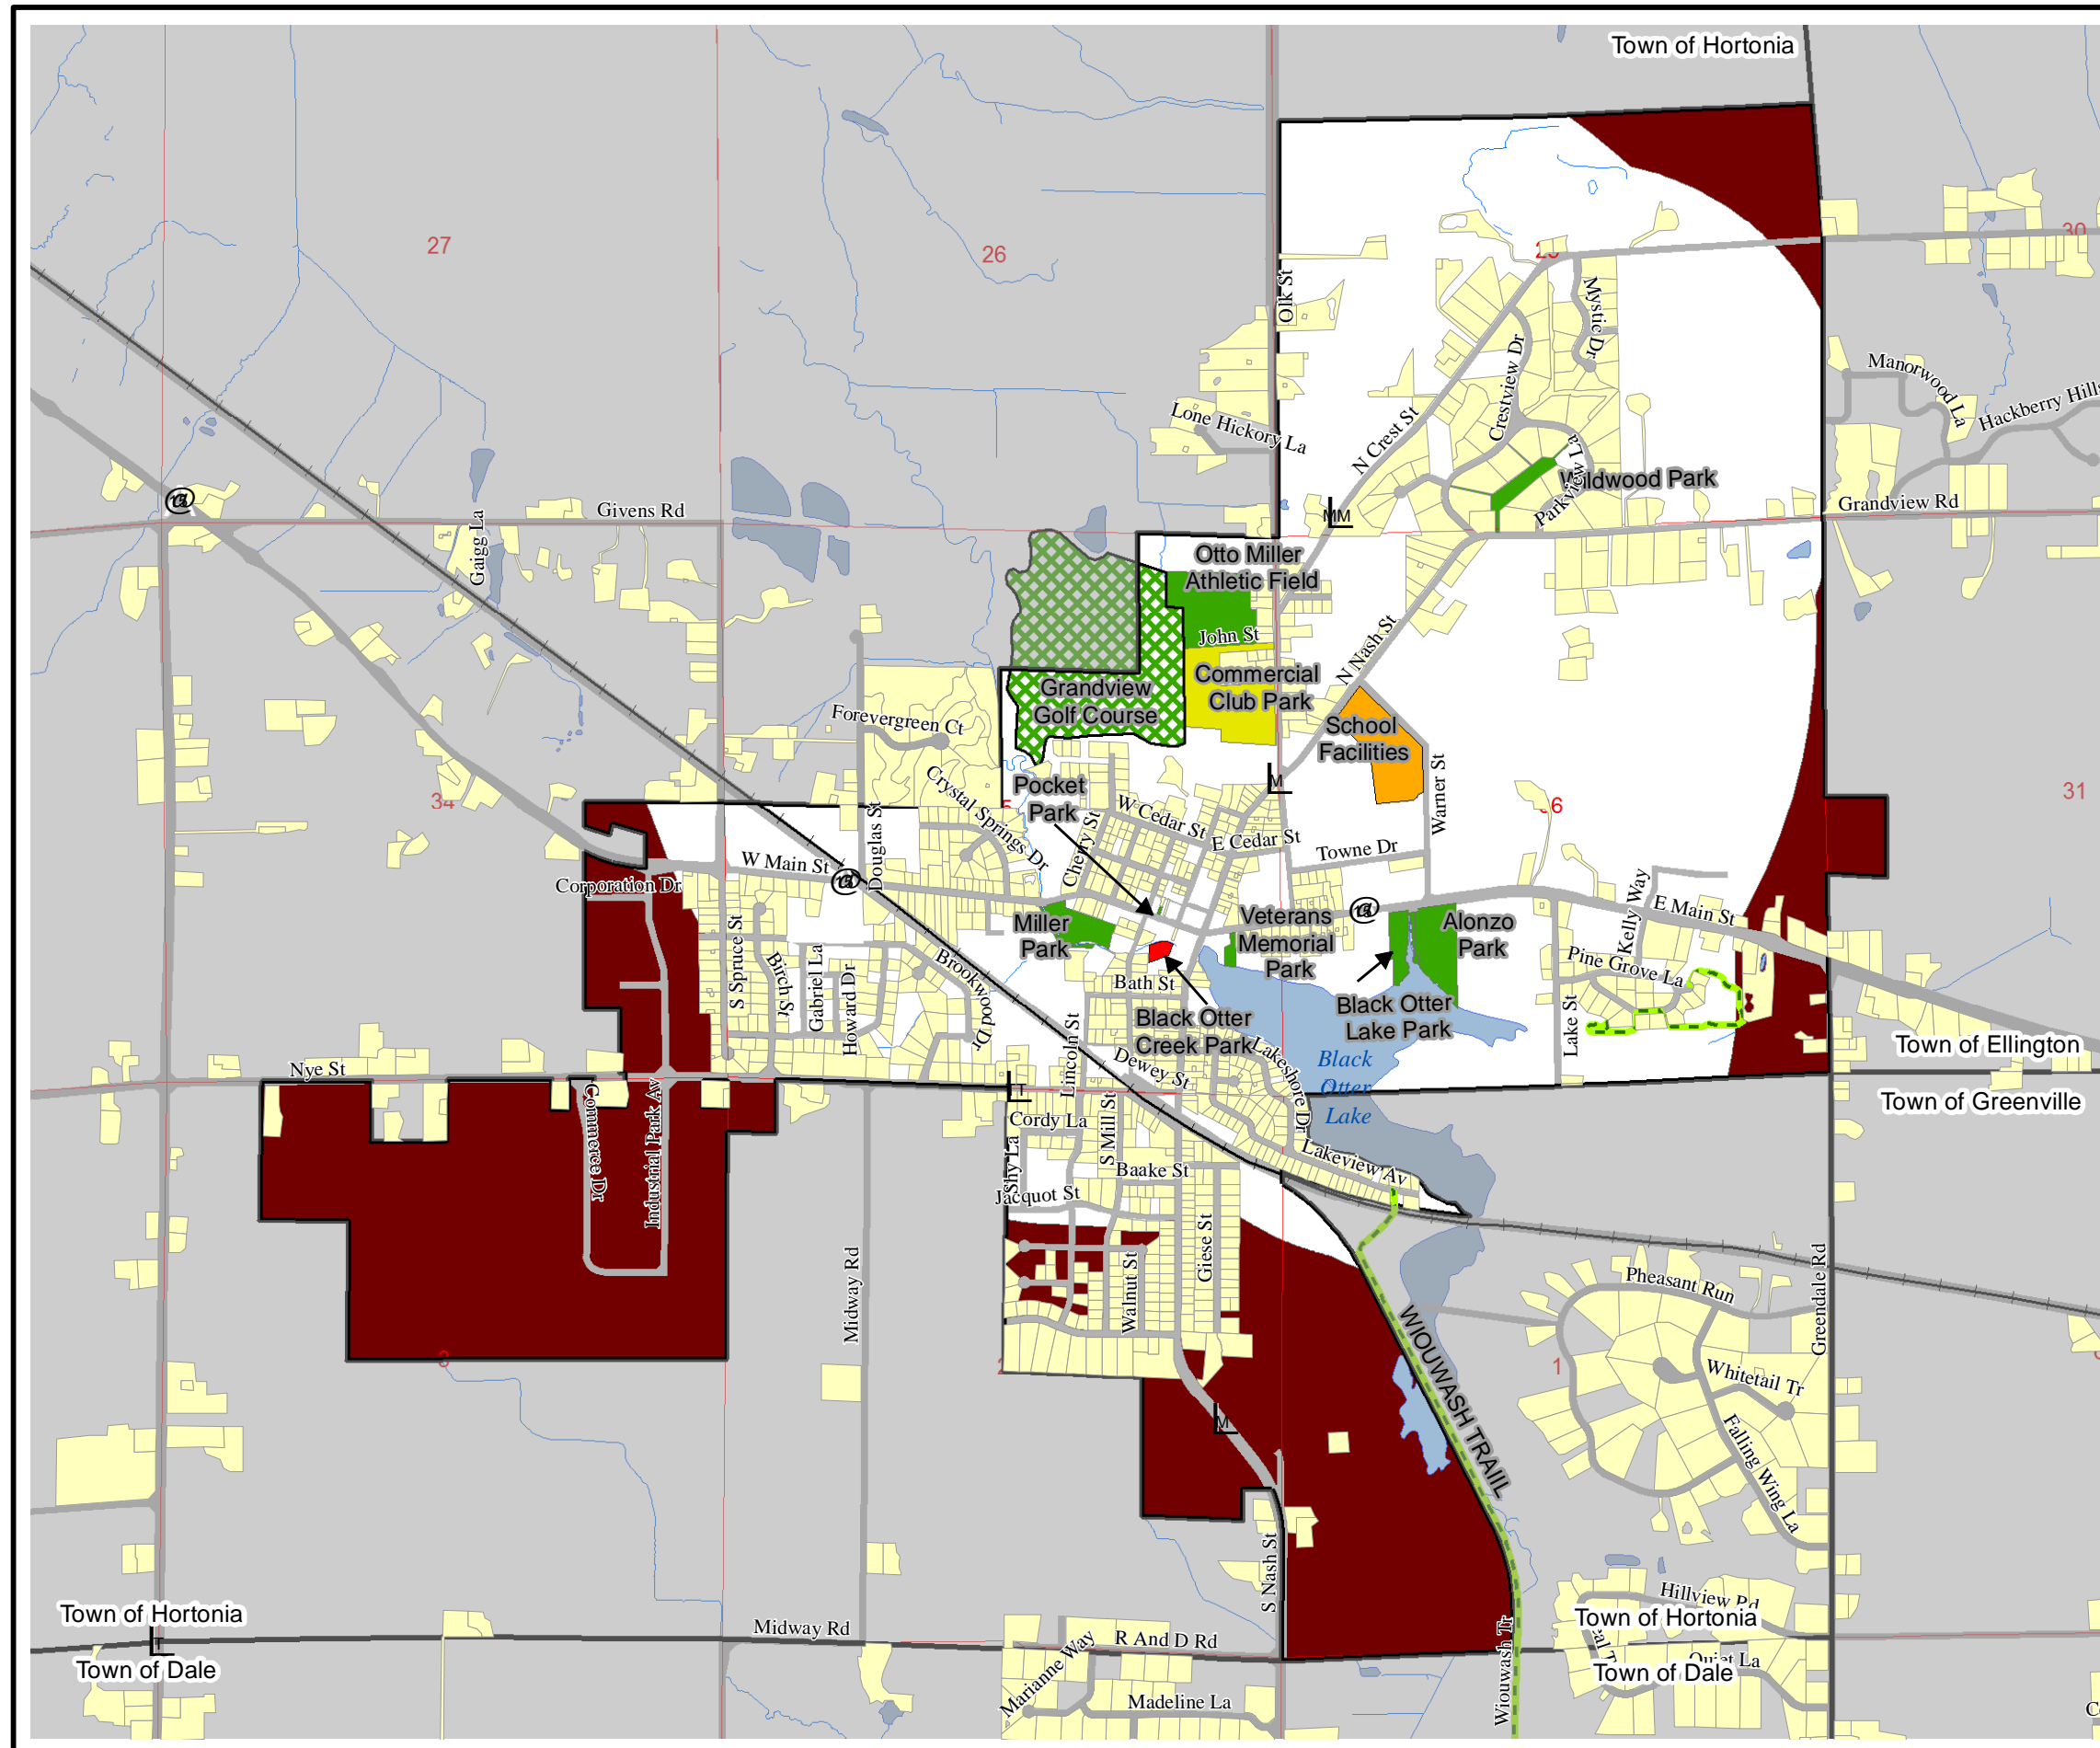 Town of Hortonia
27
26
30
Olk St
Mystic Dr
Crestview Dr
Manorwood La
Hackberry Hills
Lone Hickory La
N Crest St
Wildwood Park
Parkview La
Givens Rd
Gaigg La
MM
Grandview Rd
Otto Miller
Athletic Field
John St
N Nash St
Commercial
Club Park
Grandview
Golf Course
School
Facilities
Forevergreen Ct
Pocket
Park
Crystal Springs Dr
W Cedar St
E Cedar St
Cherry St
M
Warner St
34
31
Towne Dr
W Main St
Douglas St
Corporation Dr
Kelly Way
E Main St
Miller
Park
Veterans
Memorial
Park
Alonzo
Park
S Spruce St
Birch St
Gabriel La
Howard Dr
Brookwood Dr
Bath St
Pine Grove La
Black Otter
Creek Park
Black Otter
Lake Park
Lake St
Town of Ellington
Nye St
Lincoln St
Dewey St
Lakeshore Dr
Black
Otter
Lake
Town of Greenville
Commerce Dr
Industrial Park Av
T
Cordy La
S Mill St
Shy La
Baake St
Lakeview Av
Jacquot St
Giese St
Walnut St
Midway Rd
Pheasant Run
Greendale Rd
WIOUWASH TRAIL
3
1
Whitetail Tr
M
Falling Wing La
S Nash St
Town of Hortonia
T
Town of Dale
Midway Rd
R And D Rd
Marianne Way
Madeline La
Wiouwash Tr
Hillview Rd
Town of Hortonia
Quiet La
Town of Dale